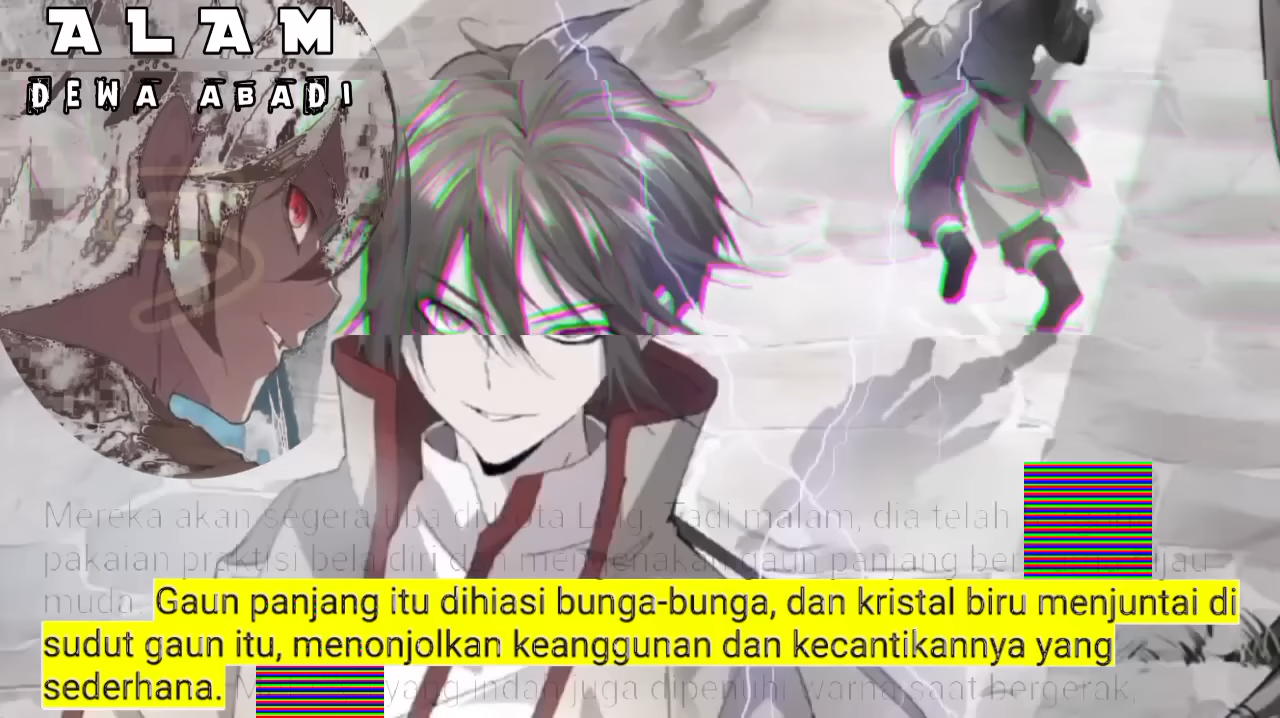 ALAM
DEWA ABADI
Mereka akan segera tiba di Kota Ling. Tadi malam, dia telah
pakaian praktisi bela diri dan mengenakan gaun panjang hijau
muda. Gaun panjang itu dihiasi bunga-bunga, dan kristal biru menjuntai di
sudut gaun itu, menonjolkan keanggunan dan kecantikannya yang
sederhana. yang indah juga dipenuhi warna saat bergerak,